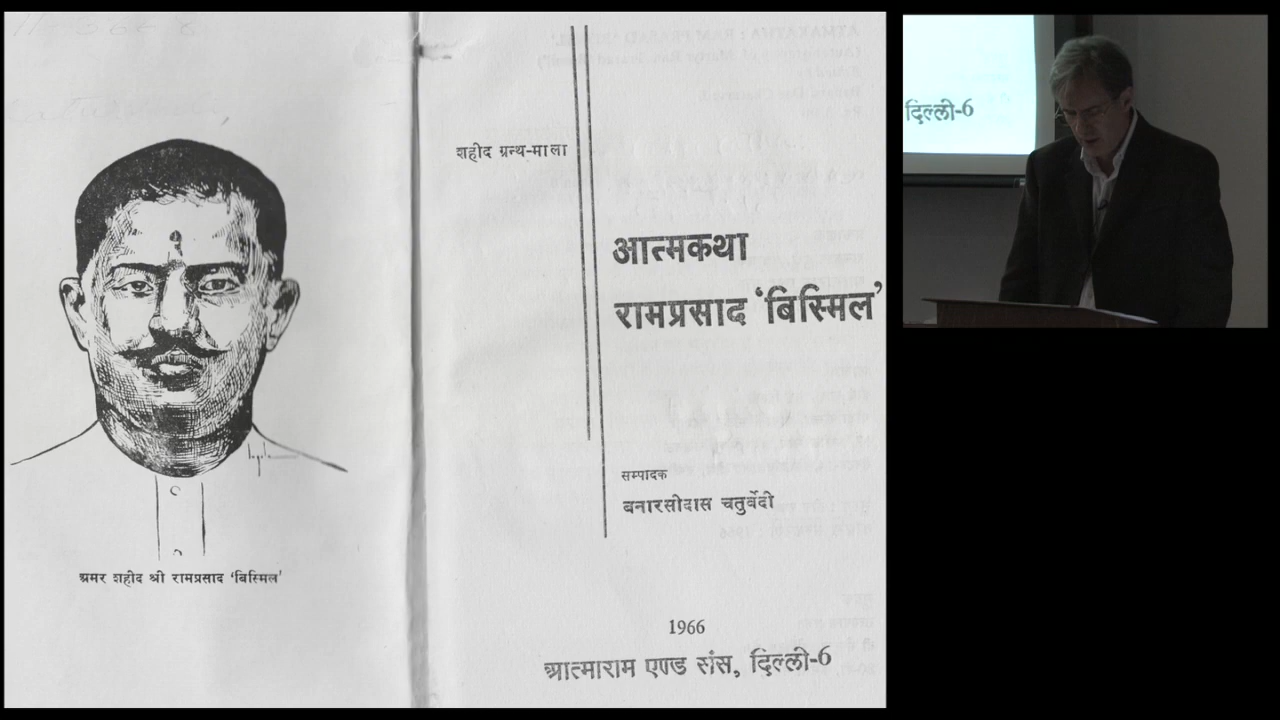 अमर शहीद श्री रामप्रसाद ‘बिस्मिल’
शहीद ग्रन्थ-माला
आत्मकथा
रामप्रसाद ‘बिस्मिल’
सम्पादक
बनारसीदास चतुर्वेदी
1966
आत्माराम एण्ड संस, दिल्ली-6
दिल्ली-6